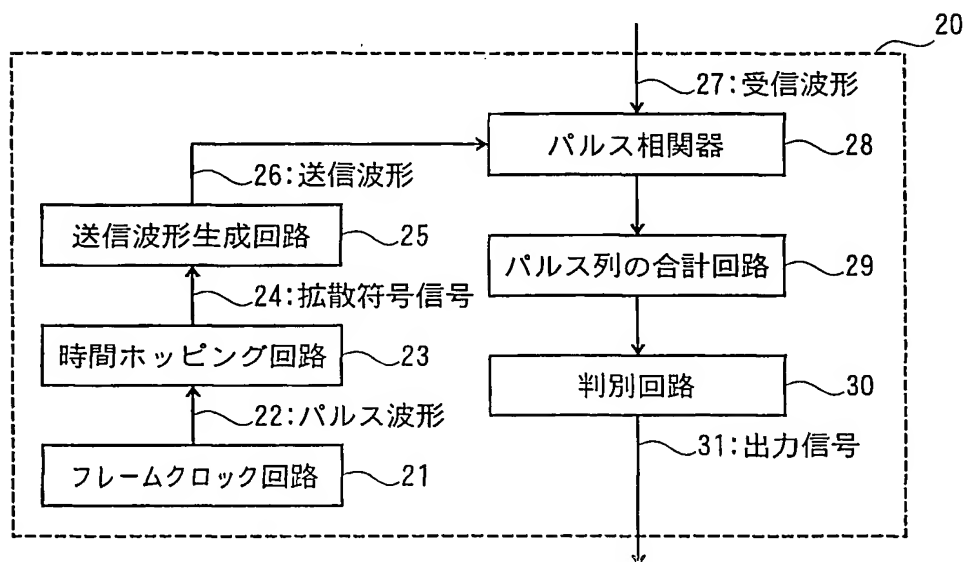 20
27:受信波形
パルス相関器
28
26:送信波形
送信波形生成回路
25
パルス列の合計回路
29
24:拡散符号信号
時間ホッピング回路
23
判別回路
30
22:パルス波形
31:出力信号
フレームクロック回路
21